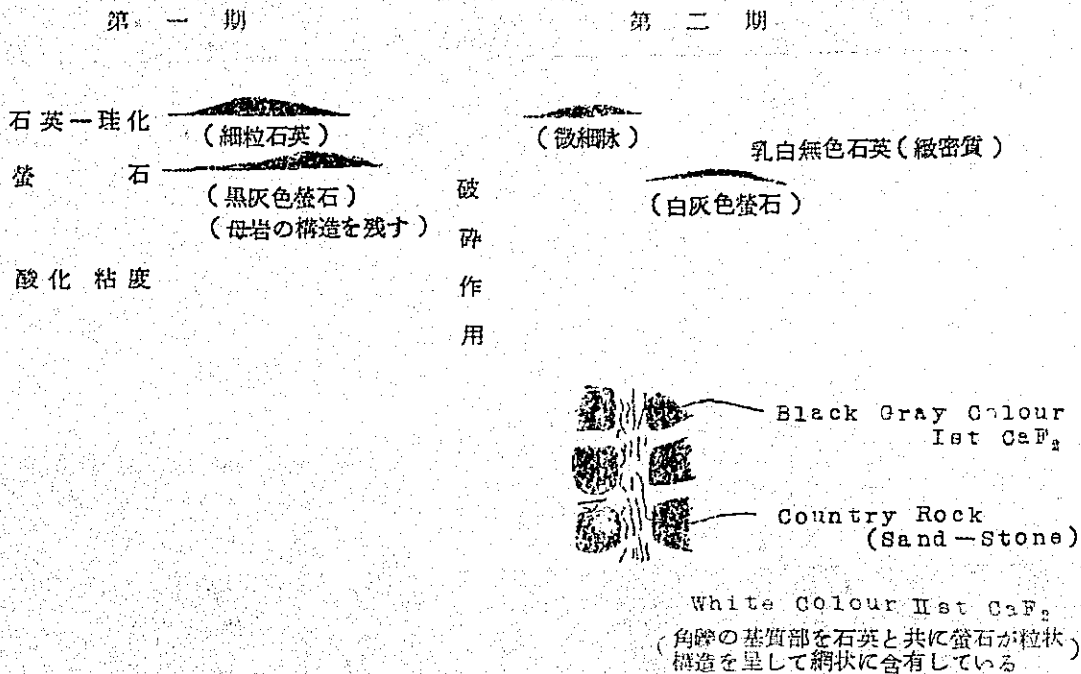 第一期
第二期
石英ー珪化
(細粒石英)
(微細脉)
乳白無色石英(緻密質)
螢石
(黒灰色螢石)
(母岩の構造を残す)
(白灰色螢石)
破砕作用
酸化粘度
Black Gray Colour
Ist CaF₂
Country Rock
(Sand-Stone)
White Colour IIst CaF₂
(角礫の基質部を石英と共に螢石が粒状
構造を呈して網状に含有している)